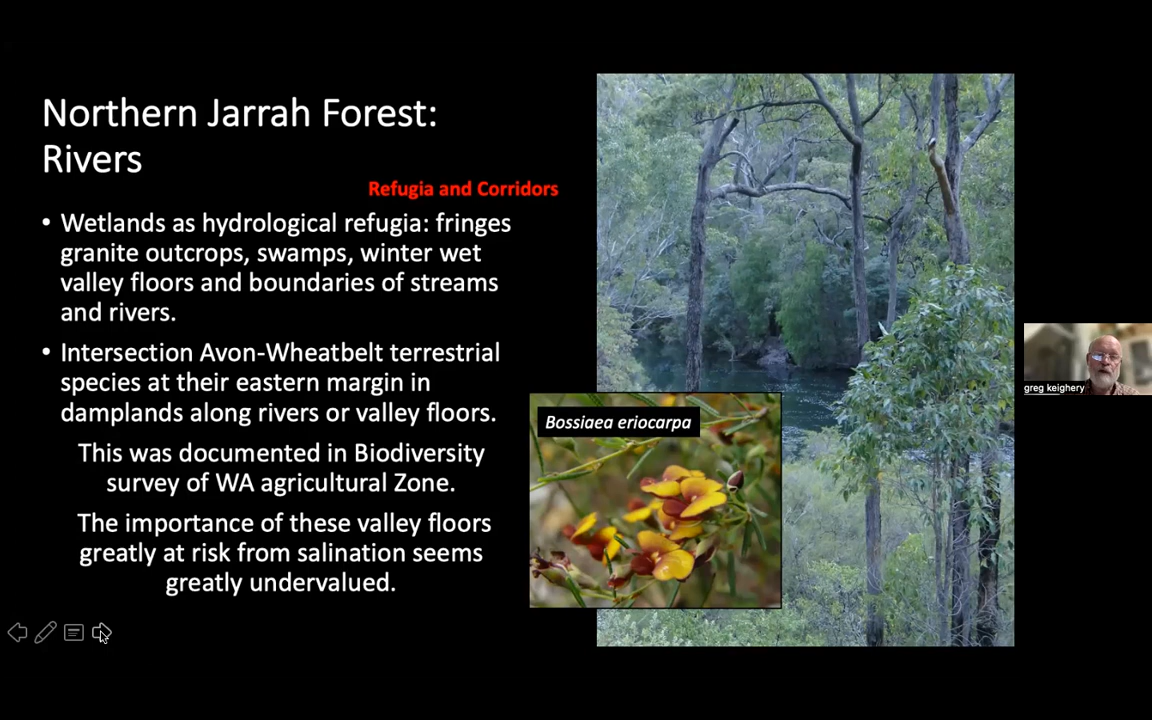 Northern Jarrah Forest:
Rivers
Refugia and Corridors
• Wetlands as hydrological refugia: fringes
granite outcrops, swamps, winter wet
valley floors and boundaries of streams
and rivers.
• Intersection Avon-Wheatbelt terrestrial
species at their eastern margin in
damplands along rivers or valley floors.
This was documented in Biodiversity
survey of WA agricultural Zone.
The importance of these valley floors
greatly at risk from salination seems
greatly undervalued.
Bossiaea eriocarpa
greg keighery